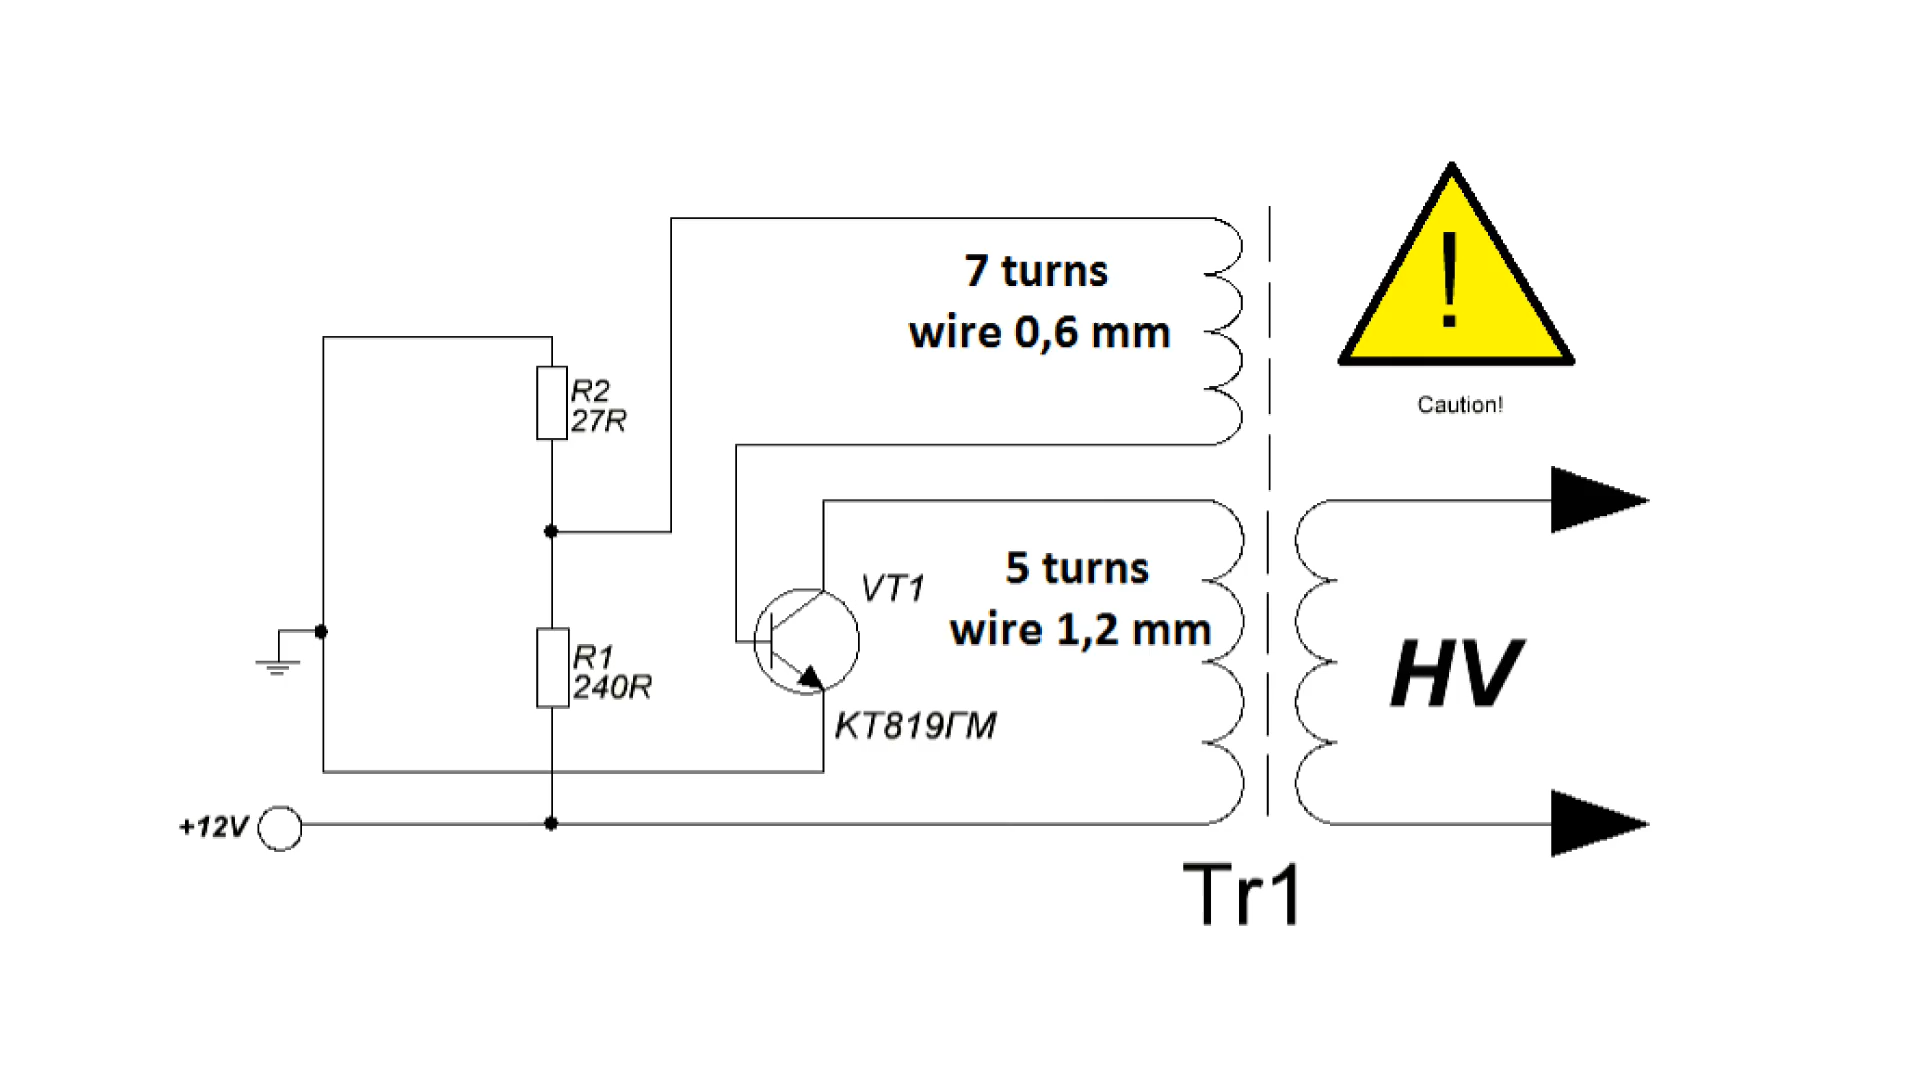 7 turns
wire 0,6 mm
!
Caution!
R2
27R
5 turns
wire 1,2 mm
VT1
R1
240R
КТ819ГМ
HV
+12V
Tr1